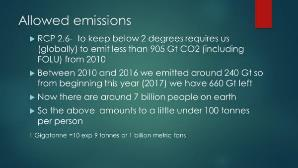 Allowed emissions
RCP 2.6- to keep below 2 degrees requires us
(globally) to emit less than 905 Gt CO2 (including
FOLU) from 2010
Between 2010 and 2016 we emitted around 240 Gt so
from beginning this year (2017) we have 660 Gt left
Now there are around 7 billion people on earth
So the above amounts to a little under 100 tonnes
per person
1 Gigatonne =10 exp 9 tonnes or 1 billion metric tons